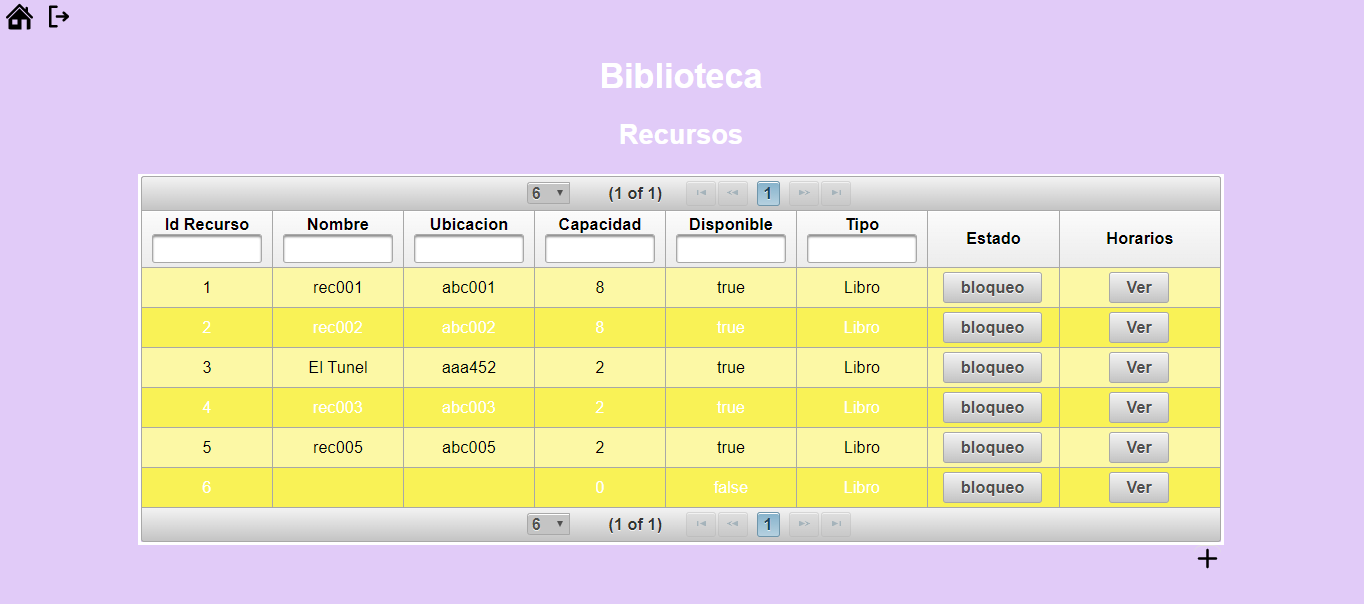 Biblioteca
Recursos
6 (1 of 1) 1
Id Recurso Nombre Ubicacion Capacidad Disponible Tipo Estado Horarios
1 rec001 abc001 8 true Libro bloqueo Ver
2 rec002 abc002 8 true Libro bloqueo Ver
3 El Tunel aaa452 2 true Libro bloqueo Ver
4 rec003 abc003 2 true Libro bloqueo Ver
5 rec005 abc005 2 true Libro bloqueo Ver
6 0 false Libro bloqueo Ver
6 (1 of 1) 1